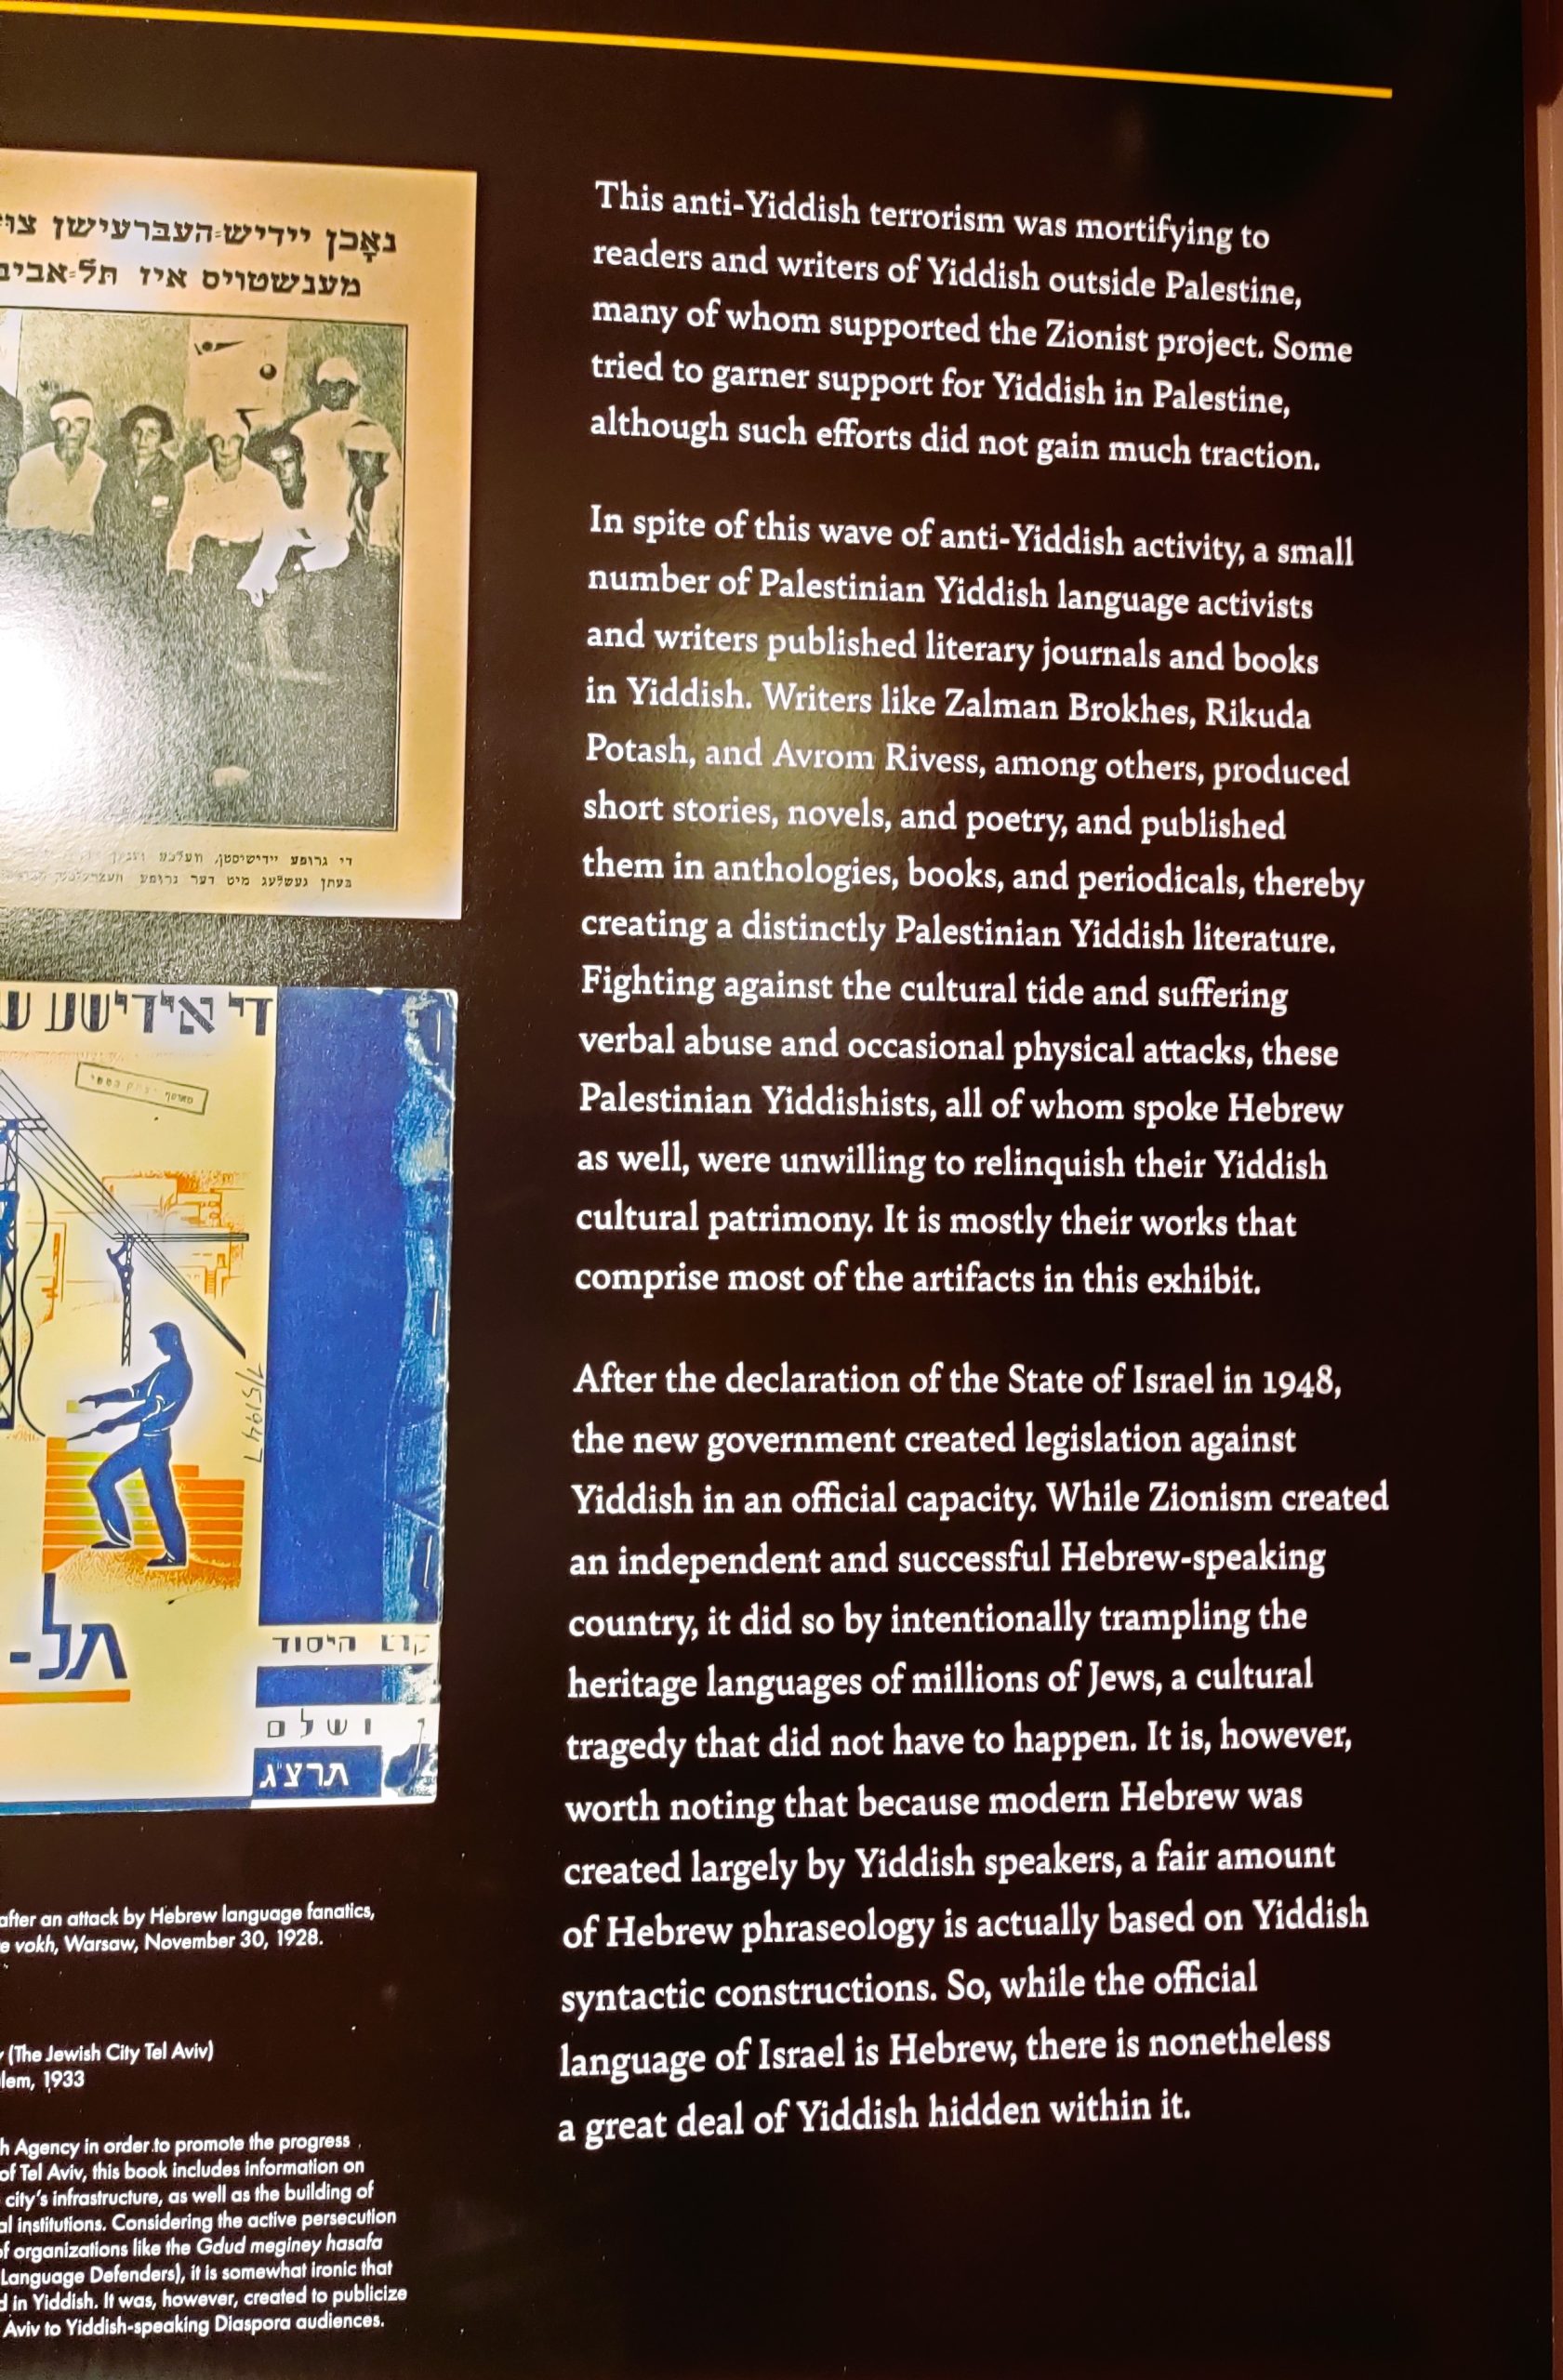 נאָכן יידיש-העברעישן
מענשטויס אין תל-אביב
די גרופע יידישיסטן, וועלכע
בעתן געשלעג מיט דער גרופע
די אידישע
7/5/1947
תל-
קרן היסוד
ושלם
תרצ"ג
after an attack by Hebrew language fanatics,
vokh, Warsaw, November 30, 1928.
(The Jewish City Tel Aviv)
1933
Agency in order to promote the progress
of Tel Aviv, this book includes information on
city's infrastructure, as well as the building of
institutions. Considering the active persecution
of organizations like the Gdud meginey hasafa
Language Defenders), it is somewhat ironic that
in Yiddish. It was, however, created to publicize
Aviv to Yiddish-speaking Diaspora audiences.
This anti-Yiddish terrorism was mortifying to
readers and writers of Yiddish outside Palestine,
many of whom supported the Zionist project. Some
tried to garner support for Yiddish in Palestine,
although such efforts did not gain much traction.
In spite of this wave of anti-Yiddish activity, a small
number of Palestinian Yiddish language activists
and writers published literary journals and books
in Yiddish. Writers like Zalman Brokhes, Rikuda
Potash, and Avrom Rivess, among others, produced
short stories, novels, and poetry, and published
them in anthologies, books, and periodicals, thereby
creating a distinctly Palestinian Yiddish literature.
Fighting against the cultural tide and suffering
verbal abuse and occasional physical attacks, these
Palestinian Yiddishists, all of whom spoke Hebrew
as well, were unwilling to relinquish their Yiddish
cultural patrimony. It is mostly their works that
comprise most of the artifacts in this exhibit.
After the declaration of the State of Israel in 1948,
the new government created legislation against
Yiddish in an official capacity. While Zionism created
an independent and successful Hebrew-speaking
country, it did so by intentionally trampling the
heritage languages of millions of Jews, a cultural
tragedy that did not have to happen. It is, however,
worth noting that because modern Hebrew was
created largely by Yiddish speakers, a fair amount
of Hebrew phraseology is actually based on Yiddish
syntactic constructions. So, while the official
language of Israel is Hebrew, there is nonetheless
a great deal of Yiddish hidden within it.